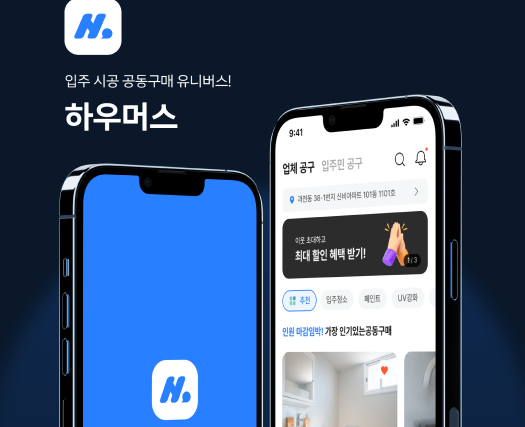 H.
입주 시공 공동구매 유니버스!
하우머스
H.
9:41
업체 공구 입주민 공구
과천동 38-1번지 신비아파트 101동 1101호
이웃 초대하고
최대 할인 혜택 받기!
1/3
추천 입주청소 페인트 UV강화
인원 마감임박! 가장 인기있는공동구매